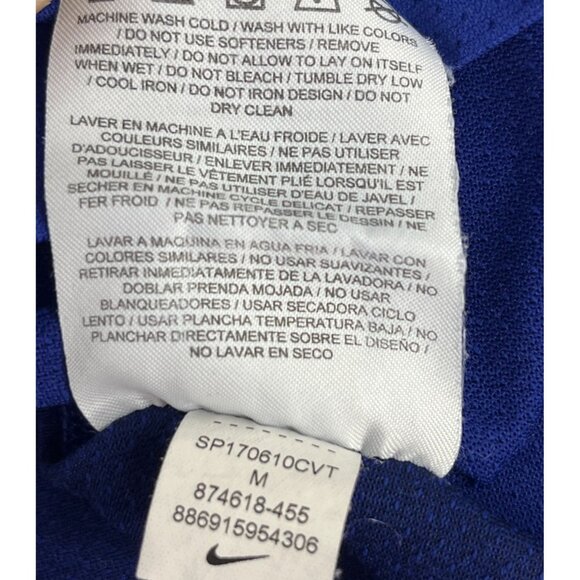 MACHINE WASH COLD / WASH WITH LIKE COLORS
/ DO NOT USE SOFTENERS / REMOVE
IMMEDIATELY / DO NOT ALLOW TO LAY ON ITSELF
WHEN WET / DO NOT BLEACH / TUMBLE DRY LOW
/ COOL IRON / DO NOT IRON DESIGN / DO NOT
DRY CLEAN
LAVER EN MACHINE A L'EAU FROIDE / LAVER AVEC
COULEURS SIMILAIRES / NE PAS UTILISER
D'ADOUCISSEUR / ENLEVER IMMEDIATEMENT / NE
PAS LAISSER LE VÊTEMENT PLIÉ LORSQU'IL EST
MOUILLÉ / NE PAS UTILISER D'EAU DE JAVEL /
SECHER EN MACHINE CYCLE DELICAT / REPASSER
FER FROID / NE PAS REPASSER LE DESSIN / NE
PAS NETTOYER A SEC
LAVAR A MAQUINA EN AGUA FRIA / LAVAR CON
COLORES SIMILARES / NO USAR SUAVIZANTES /
RETIRAR INMEDIATAMENTE DE LA LAVADORA / NO
DOBLAR PRENDA MOJADA / NO USAR
BLANQUEADORES / USAR SECADORA CICLO
LENTO / USAR PLANCHA TEMPERATURA BAJA / NO
PLANCHAR DIRECTAMENTE SOBRE EL DISEÑO /
NO LAVAR EN SECO
SP170610CVT
M
874618-455
886915954306